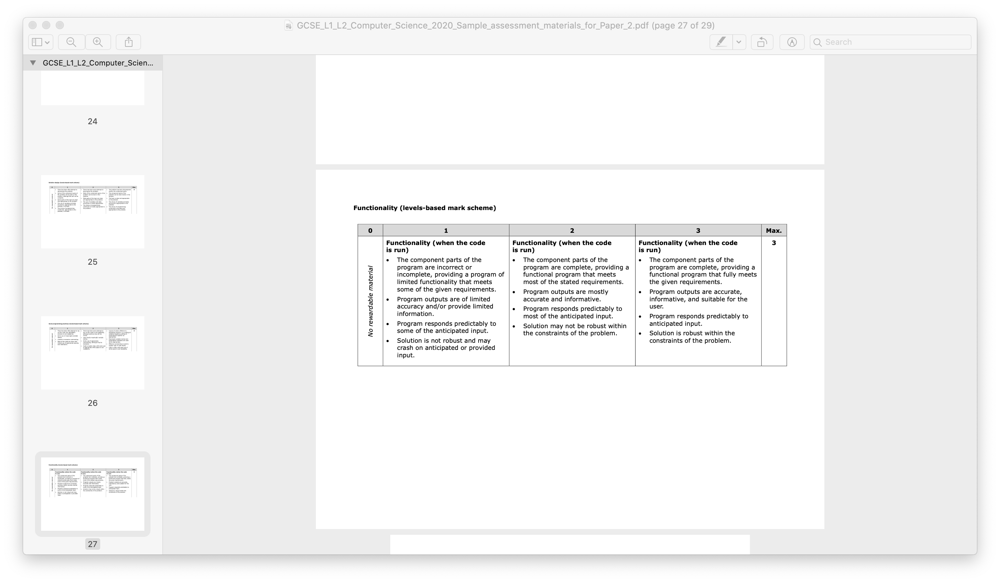 GCSE_L1_L2_Computer_Science_2020_Sample_assessment_materials_for_Paper_2.pdf (page 27 of 29)
Search
GCSE_L1_L2_Computer_Scien...
24
25
26
27
Functionality (levels-based mark scheme)
0 1 2 3 Max.
No rewardable material
Functionality (when the code
is run)
• The component parts of the
program are incorrect or
incomplete, providing a program of
limited functionality that meets
some of the given requirements.
• Program outputs are of limited
accuracy and/or provide limited
information.
• Program responds predictably to
some of the anticipated input.
• Solution is not robust and may
crash on anticipated or provided
input.
Functionality (when the code
is run)
• The component parts of the
program are complete, providing a
functional program that meets
most of the stated requirements.
• Program outputs are mostly
accurate and informative.
• Program responds predictably to
most of the anticipated input.
• Solution may not be robust within
the constraints of the problem.
Functionality (when the code
is run)
• The component parts of the
program are complete, providing a
functional program that fully meets
the given requirements.
• Program outputs are accurate,
informative, and suitable for the
user.
• Program responds predictably to
anticipated input.
• Solution is robust within the
constraints of the problem.
3